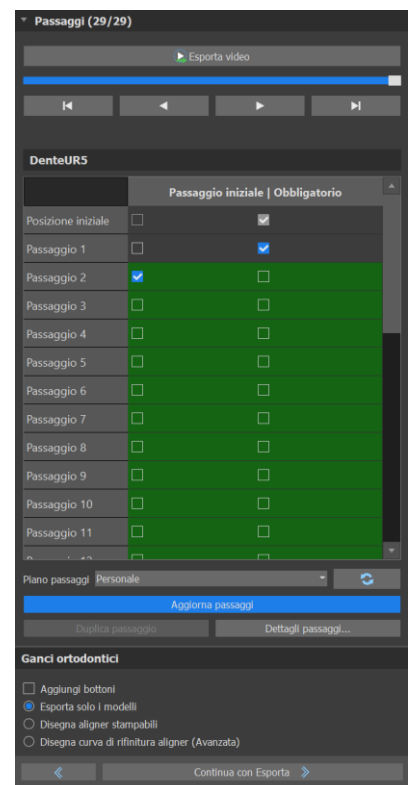 Passaggi (29/29)
Esporta video
DenteUR5
Passaggio iniziale | Obbligatorio
Posizione iniziale
Passaggio 1
Passaggio 2
Passaggio 3
Passaggio 4
Passaggio 5
Passaggio 6
Passaggio 7
Passaggio 8
Passaggio 9
Passaggio 10
Passaggio 11
Piano passaggi Personale
Aggiorna passaggi
Duplica passaggio Dettagli passaggi...
Ganci ortodontici
Aggiungi bottoni
Esporta solo i modelli
Disegna aligner stampabili
Disegna curva di rifinitura aligner (Avanzata)
Continua con Esporta